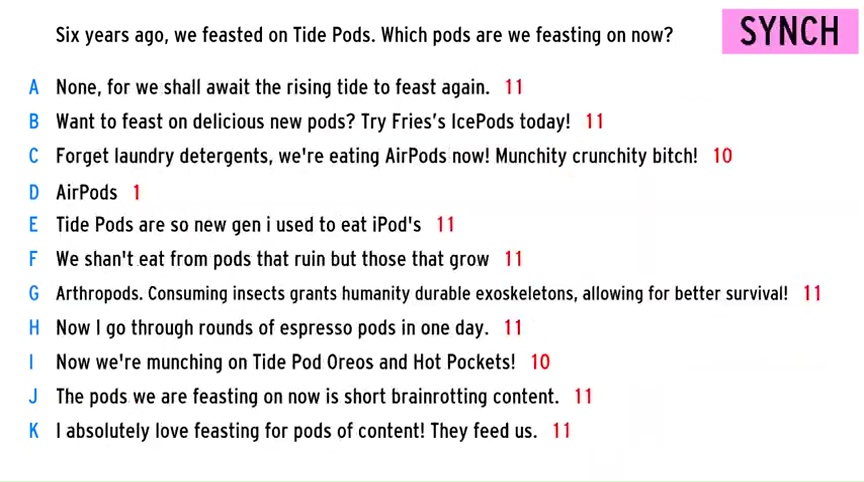 Six years ago, we feasted on Tide Pods. Which pods are we feasting on now?
SYNCH
A None, for we shall await the rising tide to feast again. 11
B Want to feast on delicious new pods? Try Fries's IcePods today! 11
C Forget laundry detergents, we're eating AirPods now! Munchity crunchity bitch! 10
D AirPods 1
E Tide Pods are so new gen i used to eat iPod's 11
F We shan't eat from pods that ruin but those that grow 11
G Arthropods. Consuming insects grants humanity durable exoskeletons, allowing for better survival! 11
H Now I go through rounds of espresso pods in one day. 11
I Now we're munching on Tide Pod Oreos and Hot Pockets! 10
J The pods we are feasting on now is short brainrotting content. 11
K I absolutely love feasting for pods of content! They feed us. 11